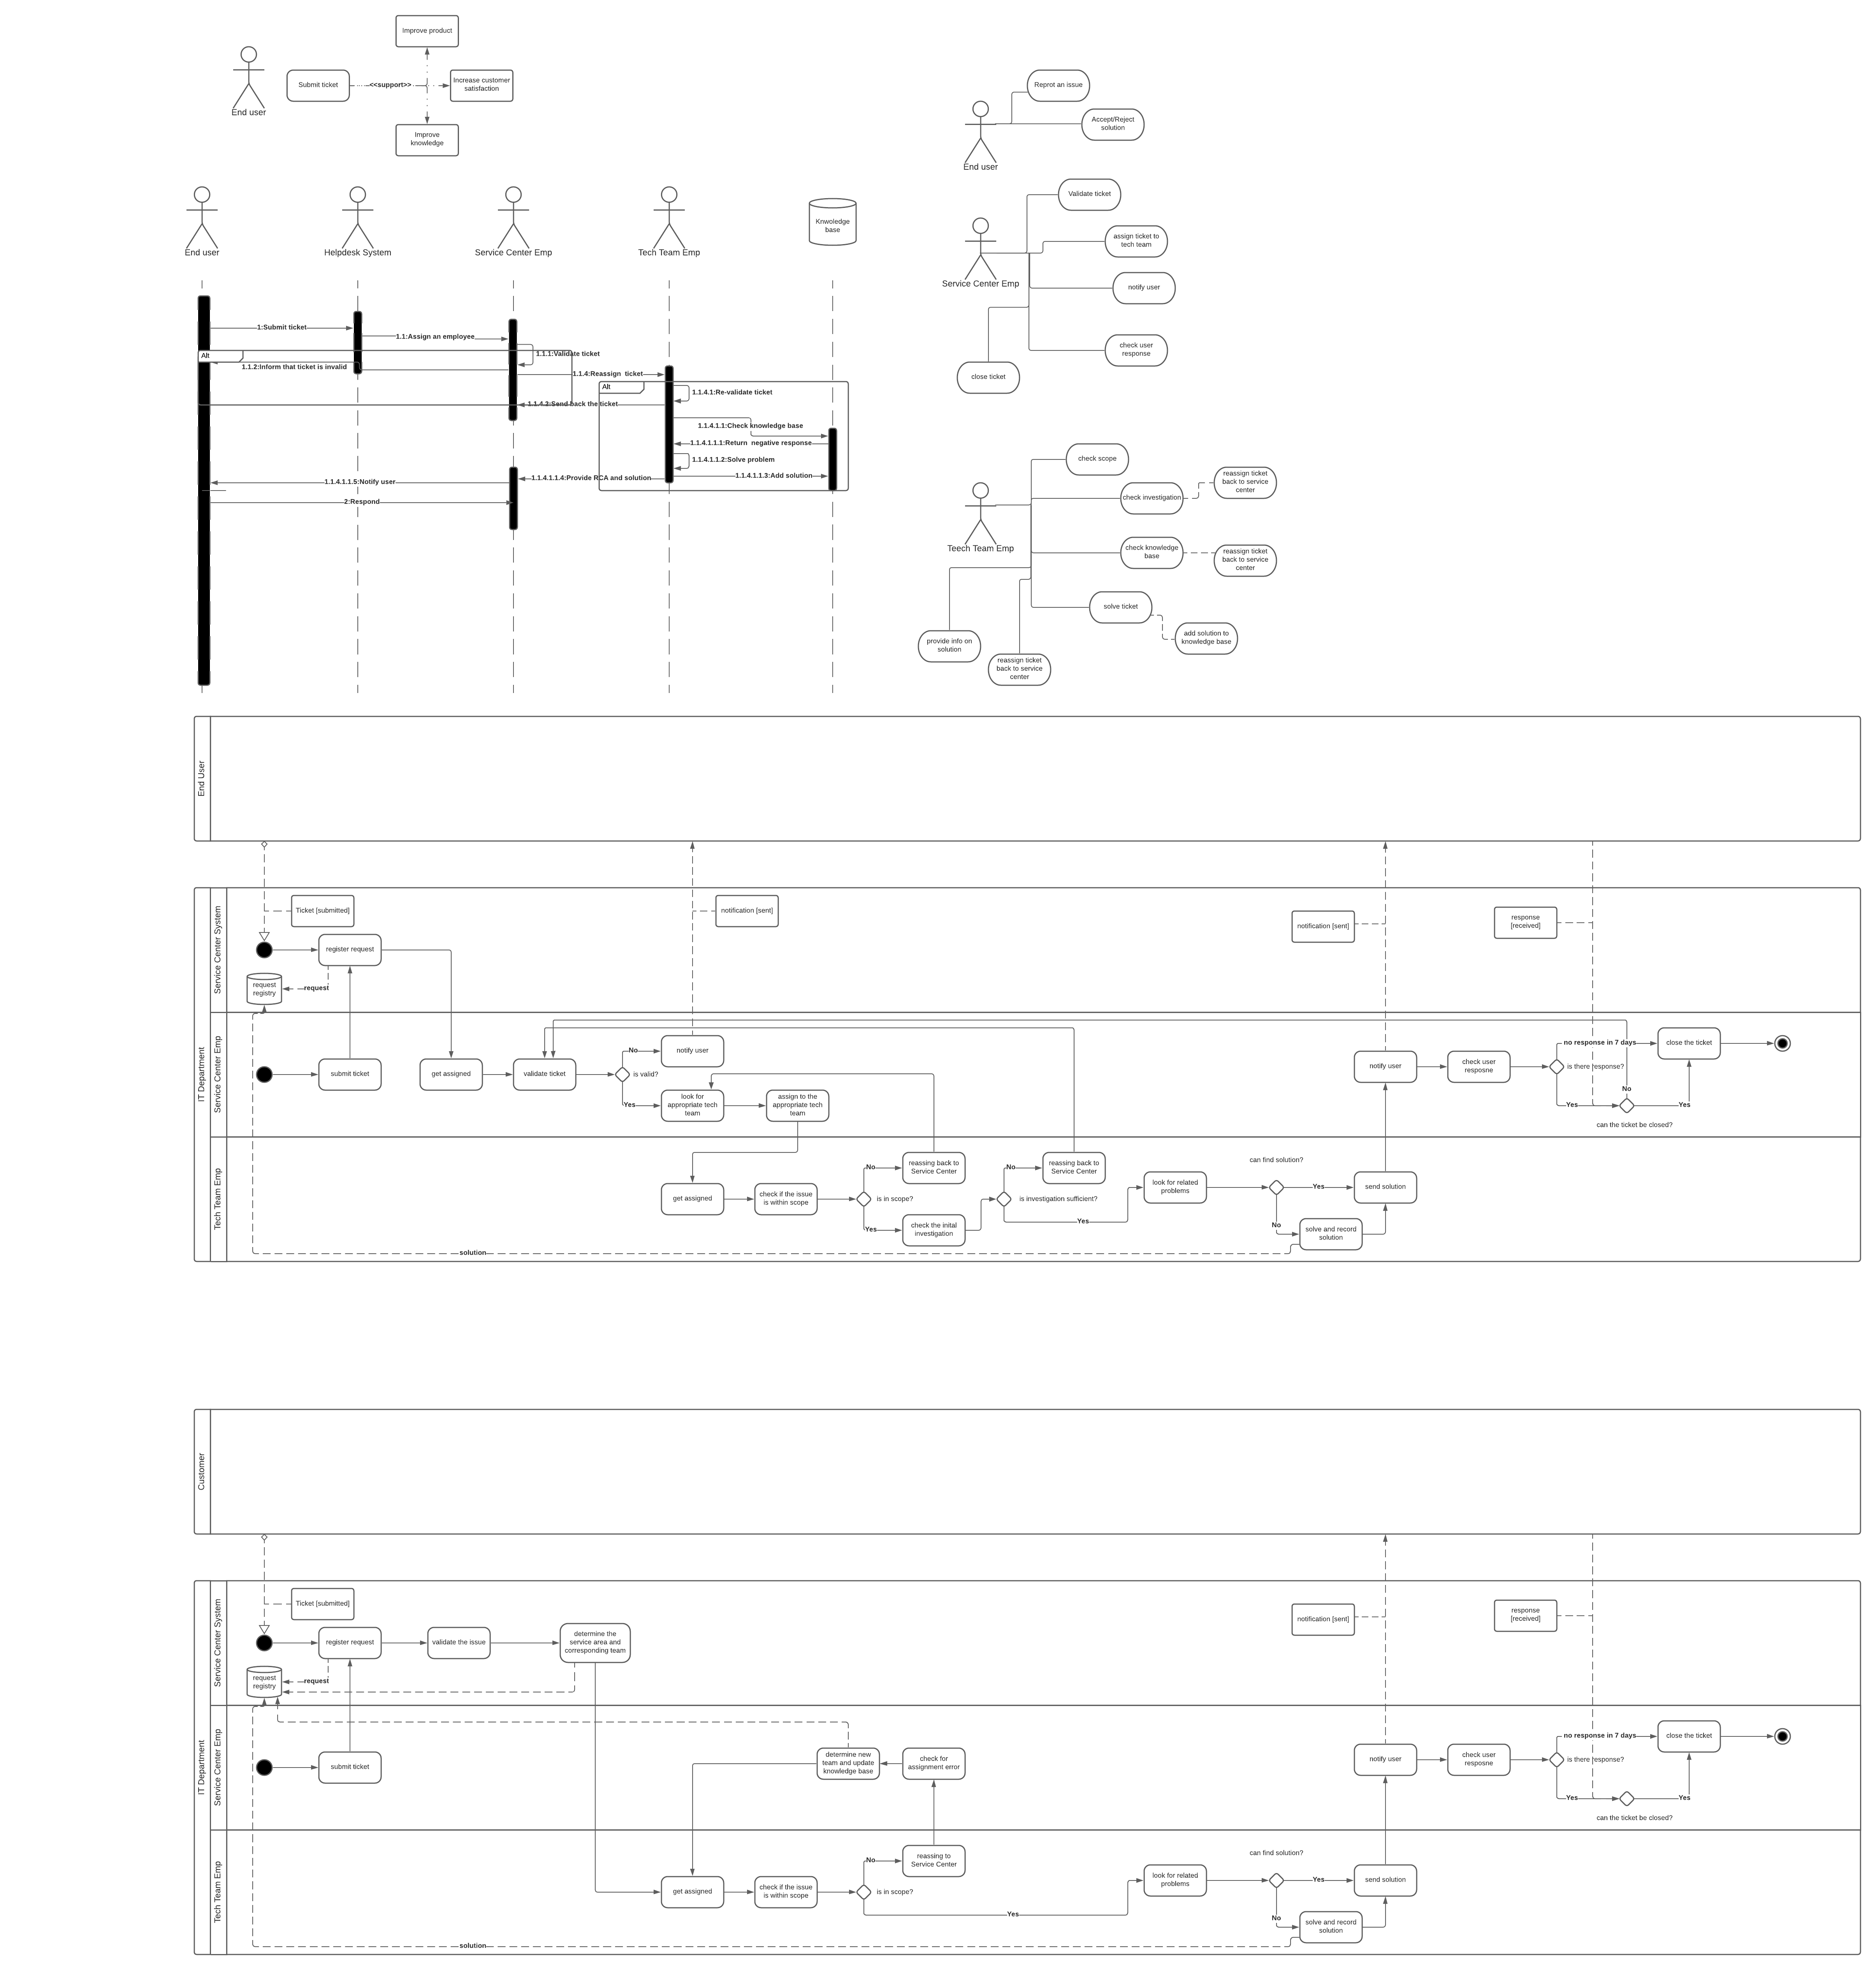 Improve product
Submit ticket
<<support>>
Increase customer
satisfaction
End user
Improve
knowledge
Reprot an issue
Accept/Reject
solution
End user
Validate ticket
assign ticket to
tech team
Service Center Emp
notify user
check user
response
close ticket
check scope
reassign ticket
back to service
center
check investigation
Teech Team Emp
check knowledge
base
reassign ticket
back to service
center
solve ticket
add solution to
knowledge base
provide info on
solution
reassign ticket
back to service
center
End user
Helpdesk System
Service Center Emp
Tech Team Emp
Knwoledge
base
1:Submit ticket
1.1:Assign an employee
Alt
1.1.1:Validate ticket
1.1.2:Inform that ticket is invalid
1.1.4:Reassign  ticket
Alt
1.1.4.1:Re-validate ticket
1.1.4.2:Send back the ticket
1.1.4.1.1:Check knowledge base
1.1.4.1.1.1:Return  negative response
1.1.4.1.1.2:Solve problem
1.1.4.1.1.3:Add solution
1.1.4.1.1.4:Provide RCA and solution
1.1.4.1.1.5:Notify user
2:Respond
End User
IT Department
Service Center System
Ticket [submitted]
notification [sent]
notification [sent]
response
[received]
register request
request
registry
request
Service Center Emp
submit ticket
get assigned
validate ticket
No
is valid?
Yes
notify user
look for
appropriate tech
team
assign to the
appropriate tech
team
notify user
check user
resposne
no response in 7 days
is there response?
Yes
No
Yes
can the ticket be closed?
close the ticket
Tech Team Emp
get assigned
check if the issue
is within scope
No
is in scope?
Yes
reassing back to
Service Center
check the inital
investigation
No
is investigation sufficient?
Yes
reassing back to
Service Center
look for related
problems
can find solution?
Yes
No
send solution
solve and record
solution
solution
Customer
IT Department
Service Center System
Ticket [submitted]
notification [sent]
response
[received]
register request
validate the issue
determine the
service area and
corresponding team
request
registry
request
Service Center Emp
submit ticket
determine new
team and update
knowledge base
check for
assignment error
notify user
check user
resposne
no response in 7 days
is there response?
Yes
Yes
can the ticket be closed?
close the ticket
Tech Team Emp
get assigned
check if the issue
is within scope
No
is in scope?
Yes
reassing to
Service Center
look for related
problems
can find solution?
Yes
No
send solution
solve and record
solution
solution